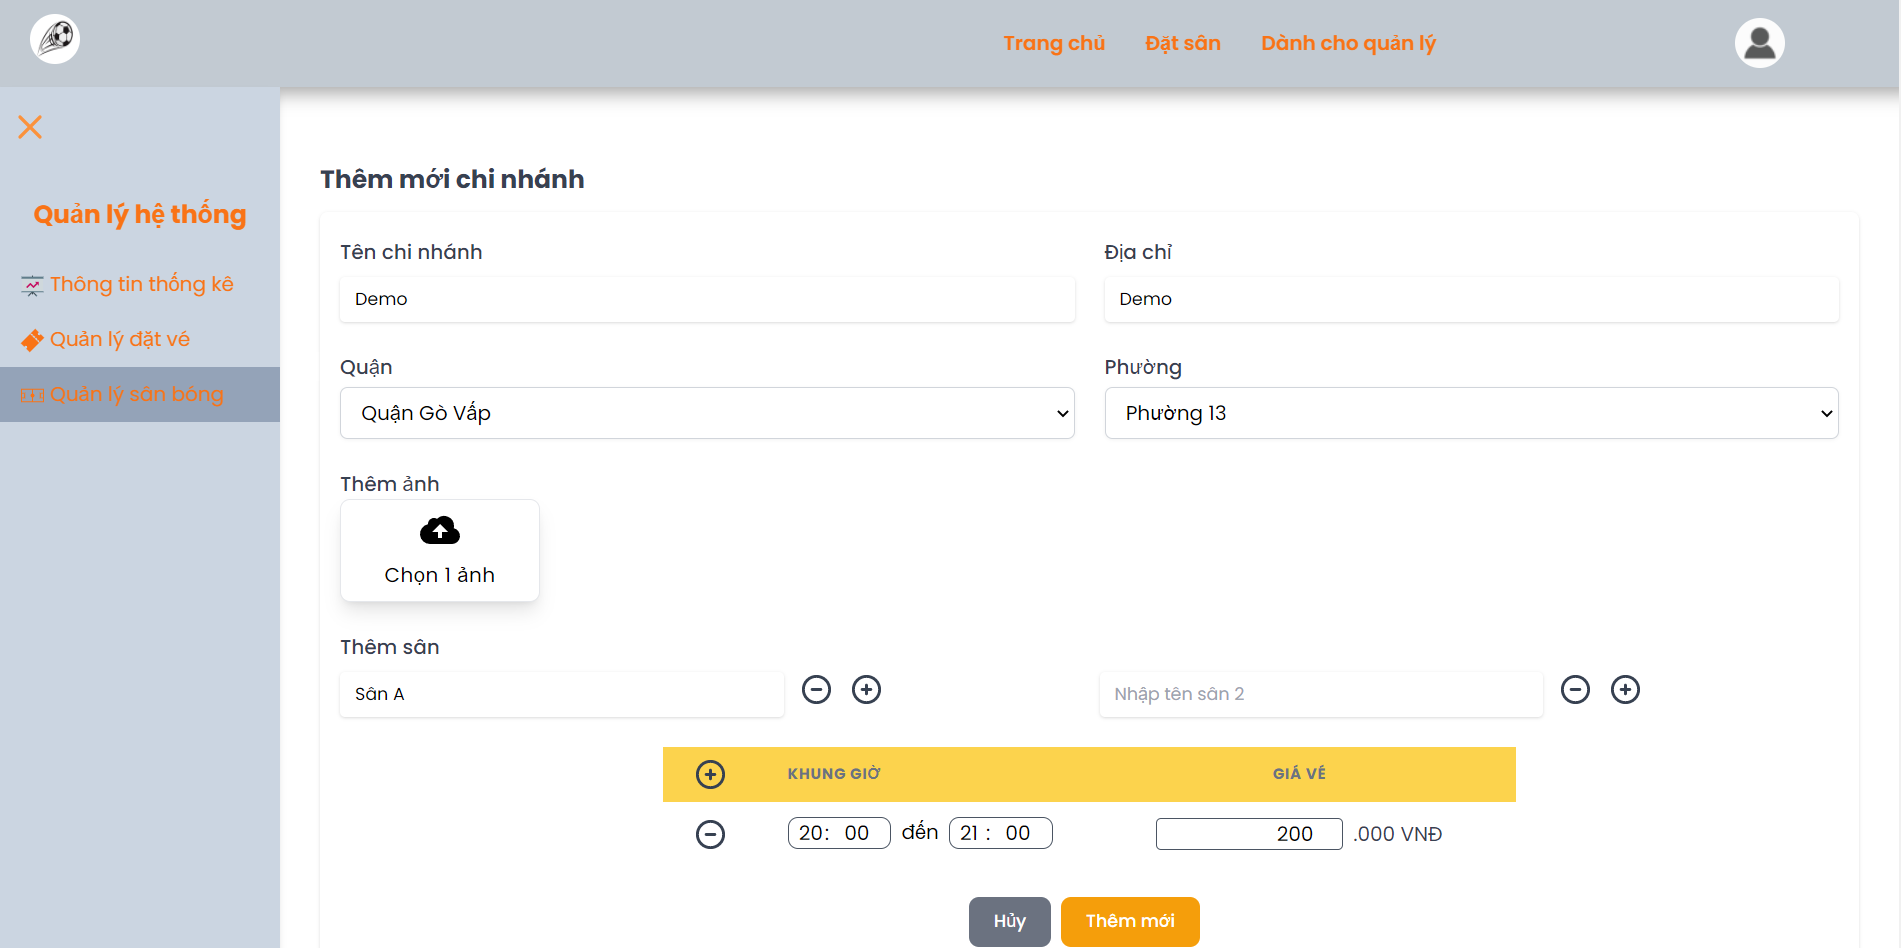 Trang chủ Đặt sân Dành cho quản lý
Quản lý hệ thống
Thông tin thống kê
Quản lý đặt vé
Quản lý sân bóng
Thêm mới chi nhánh
Tên chi nhánh Địa chỉ
Demo Demo
Quận Phường
Quận Gò Vấp Phường 13
Thêm ảnh
Chọn 1 ảnh
Thêm sân
Sân A Nhập tên sân 2
KHUNG GIỜ GIÁ VÉ
20: 00 đến 21 : 00 200 .000 VNĐ
Hủy Thêm mới